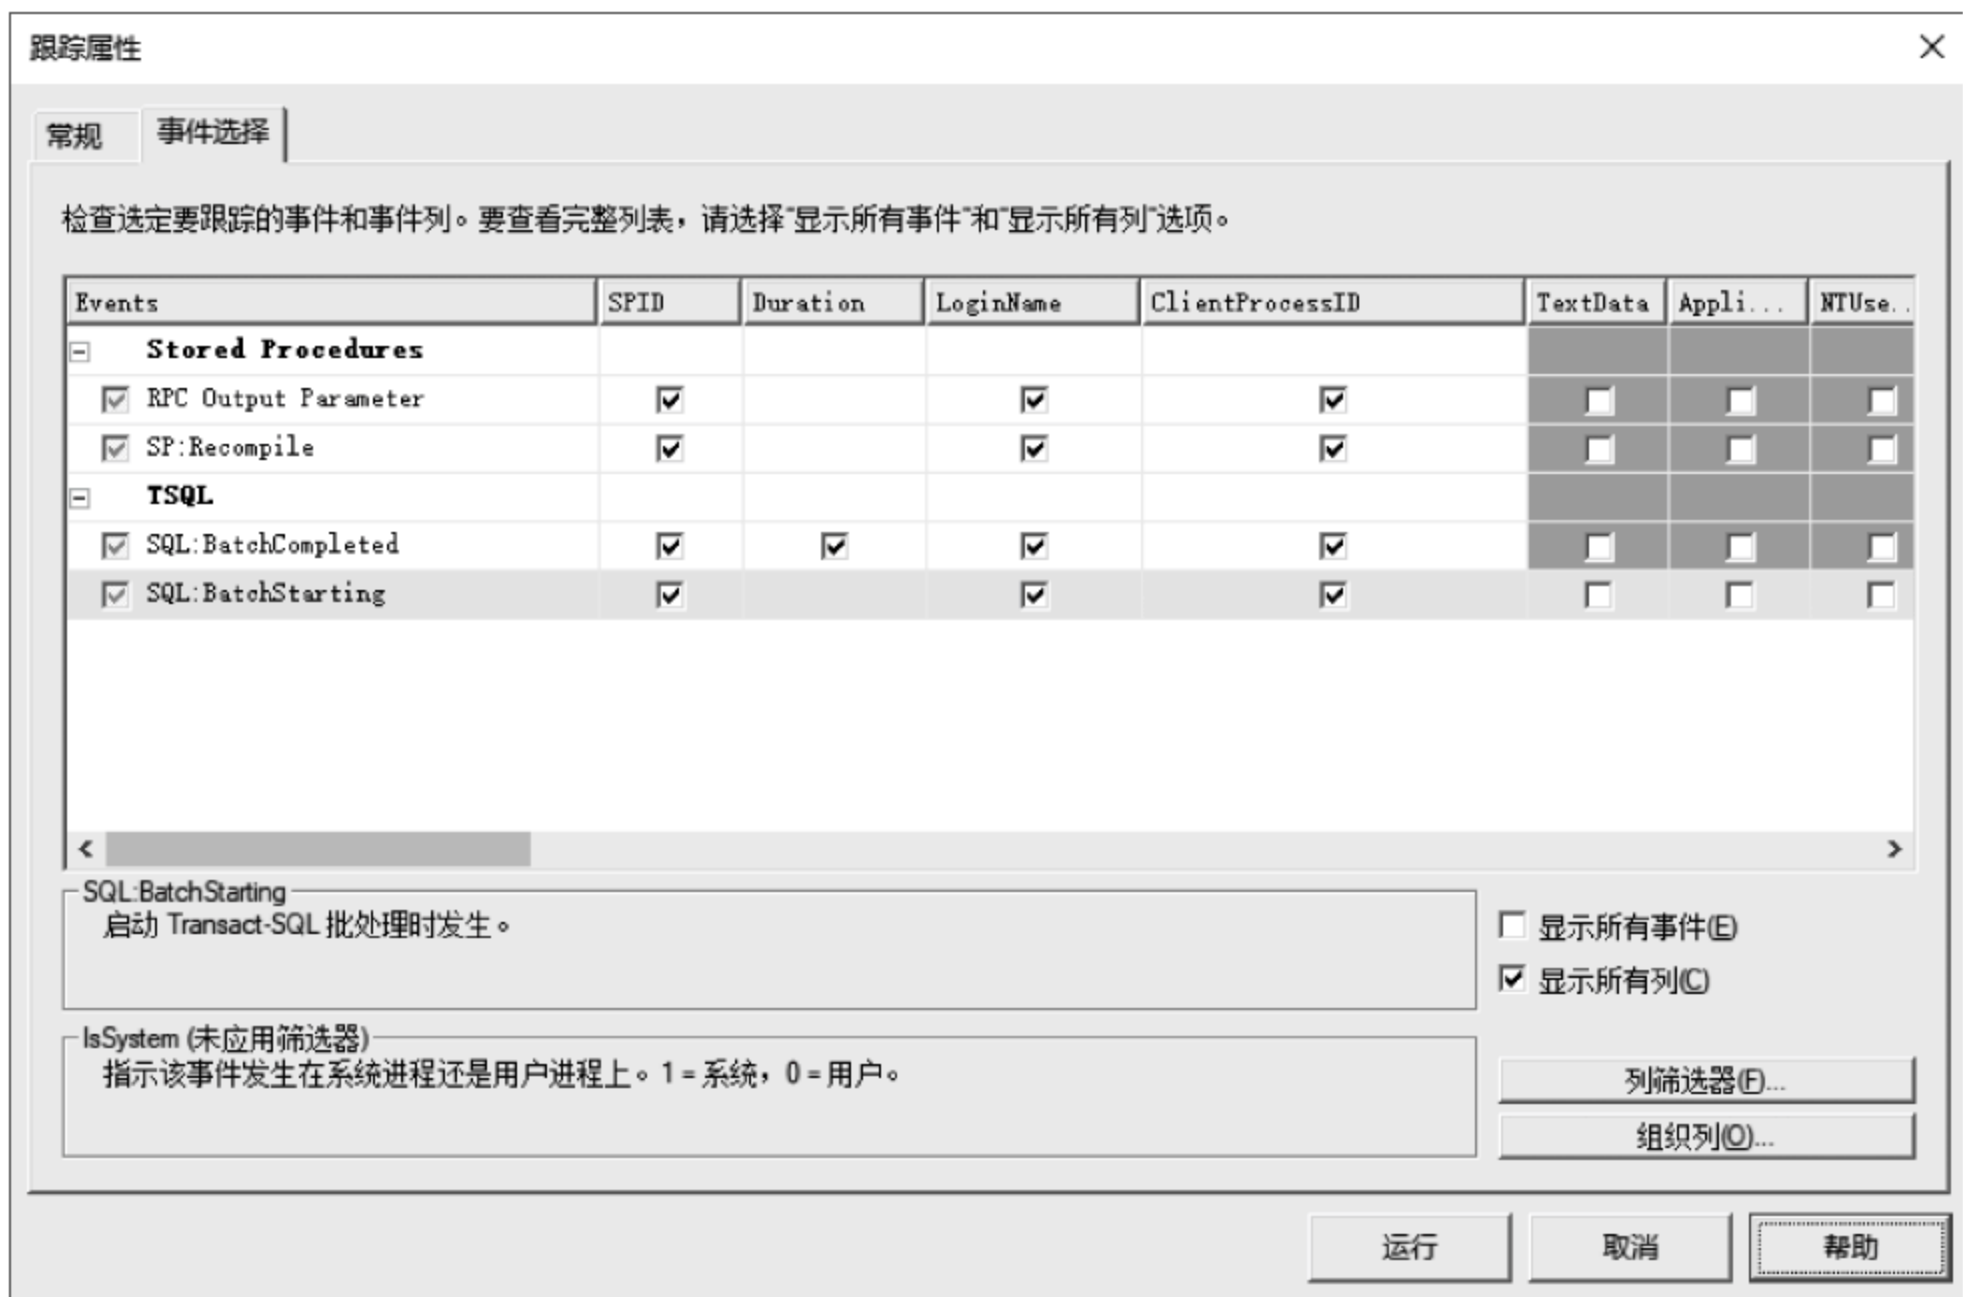 跟踪属性
常规 事件选择
检查选定要跟踪的事件和事件列。要查看完整列表，请选择"显示所有事件"和"显示所有列"选项。
Events SPID Duration LoginName ClientProcessID TextData Appli... NTUse..
Stored Procedures
RPC Output Parameter
SP:Recompile
TSQL
SQL:BatchCompleted
SQL:BatchStarting
SQL:BatchStarting
启动 Transact-SQL 批处理时发生。
显示所有事件(E)
显示所有列(C)
IsSystem (未应用筛选器)
指示该事件发生在系统进程还是用户进程上。1 = 系统，0 = 用户。
列筛选器(F)...
组织列(O)...
运行 取消 帮助